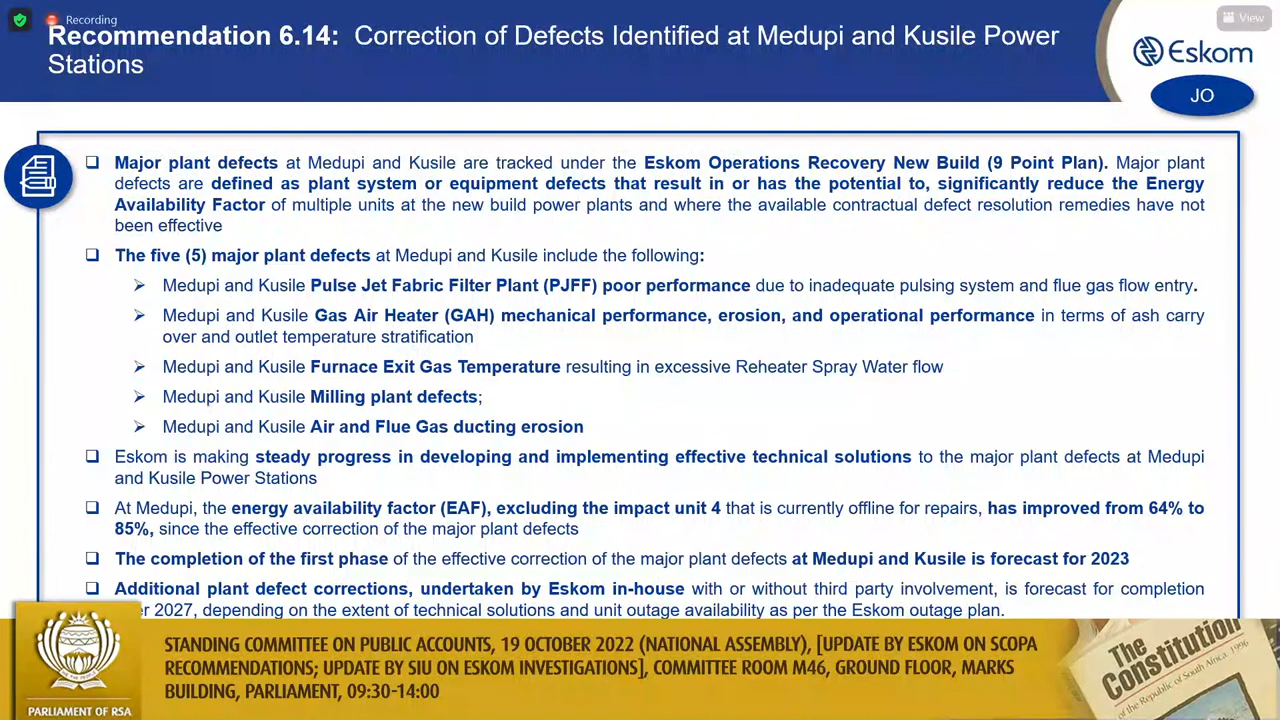 Recording
View
Recommendation 6.14: Correction of Defects Identified at Medupi and Kusile Power
Stations
Eskom
JO
Major plant defects at Medupi and Kusile are tracked under the Eskom Operations Recovery New Build (9 Point Plan). Major plant
defects are defined as plant system or equipment defects that result in or has the potential to, significantly reduce the Energy
Availability Factor of multiple units at the new build power plants and where the available contractual defect resolution remedies have not
been effective
The five (5) major plant defects at Medupi and Kusile include the following:
Medupi and Kusile Pulse Jet Fabric Filter Plant (PJFF) poor performance due to inadequate pulsing system and flue gas flow entry.
Medupi and Kusile Gas Air Heater (GAH) mechanical performance, erosion, and operational performance in terms of ash carry
over and outlet temperature stratification
Medupi and Kusile Furnace Exit Gas Temperature resulting in excessive Reheater Spray Water flow
Medupi and Kusile Milling plant defects;
Medupi and Kusile Air and Flue Gas ducting erosion
Eskom is making steady progress in developing and implementing effective technical solutions to the major plant defects at Medupi
and Kusile Power Stations
At Medupi, the energy availability factor (EAF), excluding the impact unit 4 that is currently offline for repairs, has improved from 64% to
85%, since the effective correction of the major plant defects
The completion of the first phase of the effective correction of the major plant defects at Medupi and Kusile is forecast for 2023
Additional plant defect corrections, undertaken by Eskom in-house with or without third party involvement, is forecast for completion
2027, depending on the extent of technical solutions and unit outage availability as per the Eskom outage plan.
STANDING COMMITTEE ON PUBLIC ACCOUNTS, 19 OCTOBER 2022 (NATIONAL ASSEMBLY), [UPDATE BY ESKOM ON SCOPA
RECOMMENDATIONS; UPDATE BY SIU ON ESKOM INVESTIGATIONS], COMMITTEE ROOM M46, GROUND FLOOR, MARKS
BUILDING, PARLIAMENT, 09:30-14:00
PARLIAMENT OF RSA
The
Constitution
of the Republic of South Africa, 1996